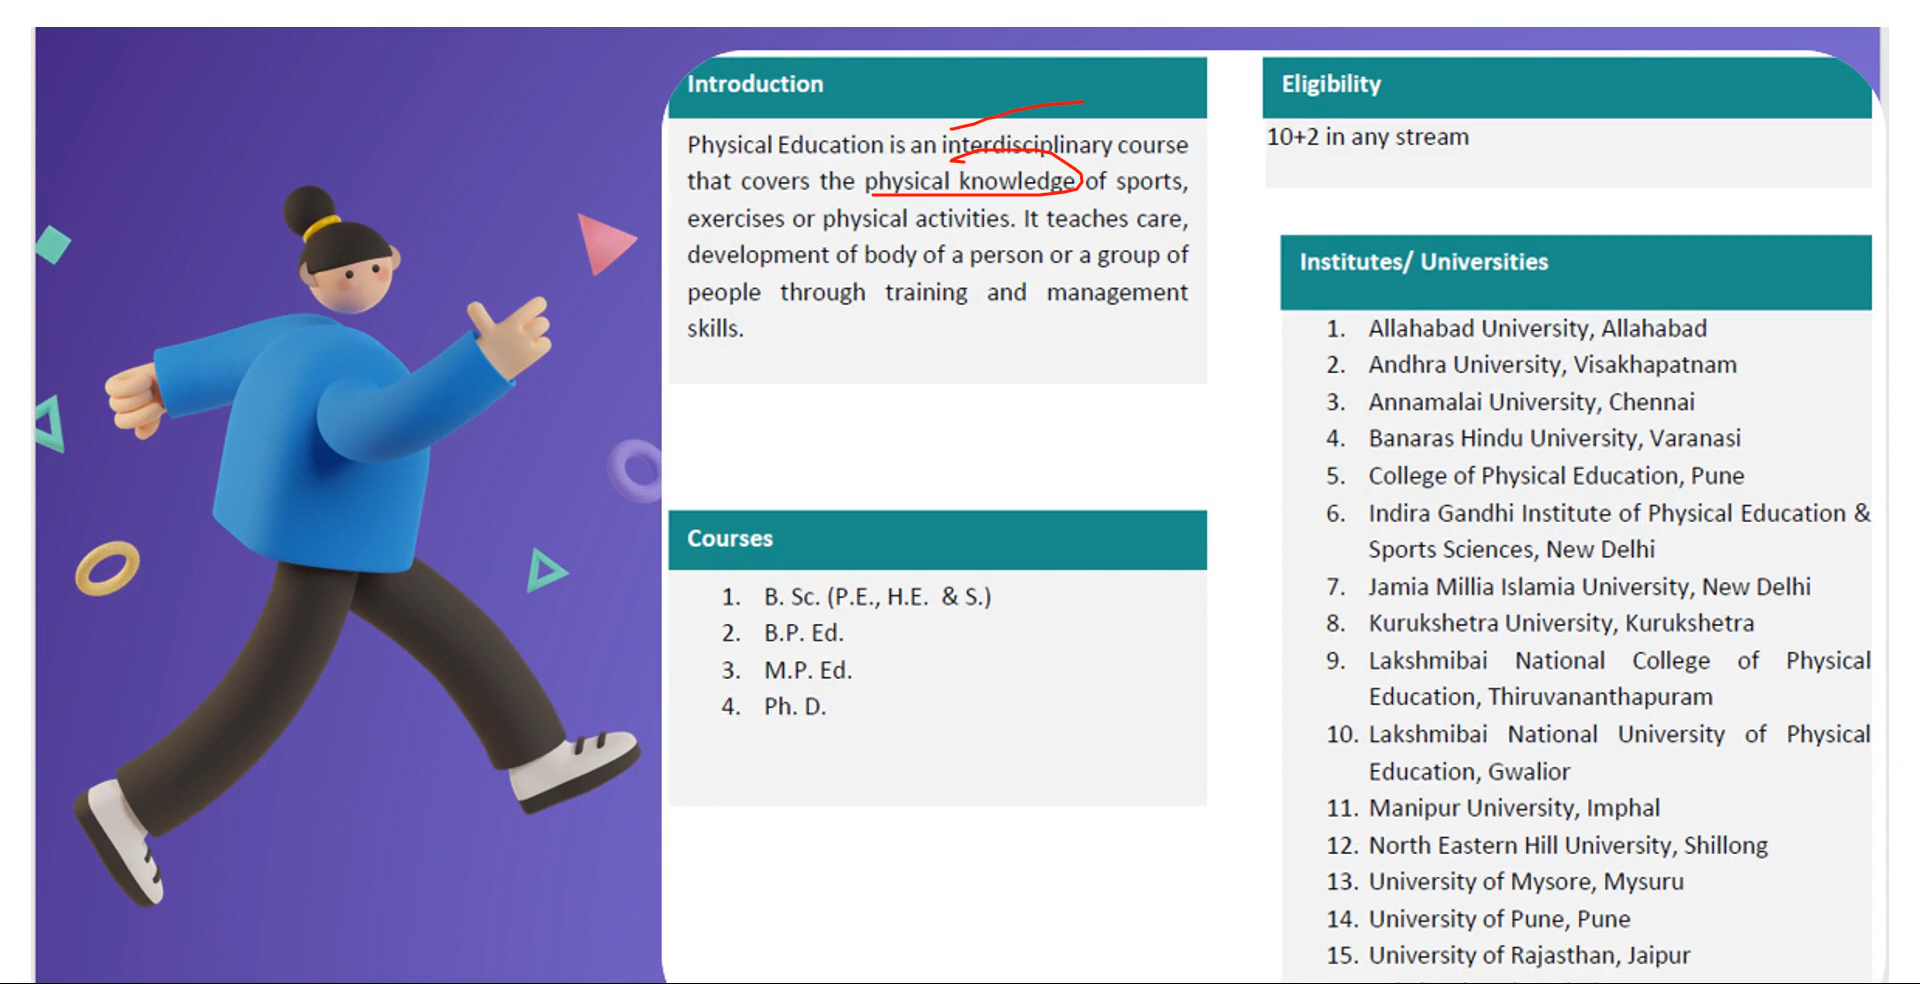 Introduction
Physical Education is an interdisciplinary course
that covers the physical knowledge of sports,
exercises or physical activities. It teaches care,
development of body of a person or a group of
people through training and management
skills.
Courses
1. B. Sc. (P.E., H.E. & S.)
2. B.P. Ed.
3. M.P. Ed.
4. Ph. D.
Eligibility
10+2 in any stream
Institutes/ Universities
1. Allahabad University, Allahabad
2. Andhra University, Visakhapatnam
3. Annamalai University, Chennai
4. Banaras Hindu University, Varanasi
5. College of Physical Education, Pune
6. Indira Gandhi Institute of Physical Education &
Sports Sciences, New Delhi
7. Jamia Millia Islamia University, New Delhi
8. Kurukshetra University, Kurukshetra
9. Lakshmibai National College of Physical
Education, Thiruvananthapuram
10. Lakshmibai National University of Physical
Education, Gwalior
11. Manipur University, Imphal
12. North Eastern Hill University, Shillong
13. University of Mysore, Mysuru
14. University of Pune, Pune
15. University of Rajasthan, Jaipur